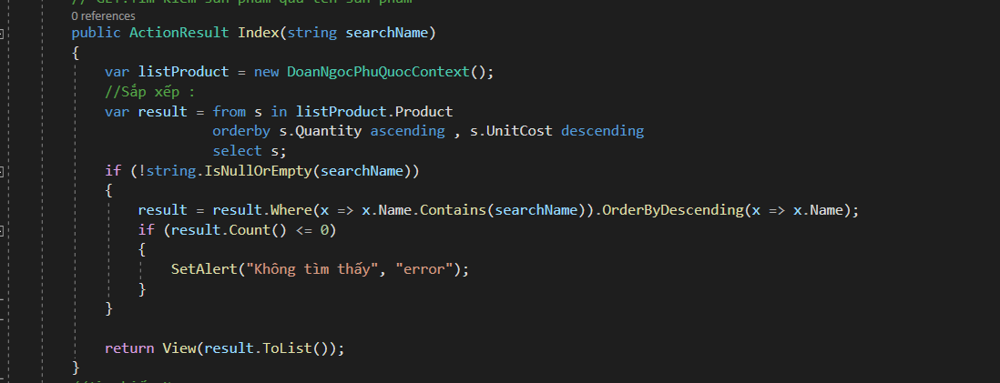 // GET:Tìm kiếm sản phẩm qua tên sản phẩm
0 references
public ActionResult Index(string searchName)
{
var listProduct = new DoanNgocPhuQuocContext();
//Sắp xếp :
var result = from s in listProduct.Product
orderby s.Quantity ascending , s.UnitCost descending
select s;
if (!string.IsNullOrEmpty(searchName))
{
result = result.Where(x => x.Name.Contains(searchName)).OrderByDescending(x => x.Name);
if (result.Count() <= 0)
{
SetAlert("Không tìm thấy", "error");
}
}
return View(result.ToList());
}